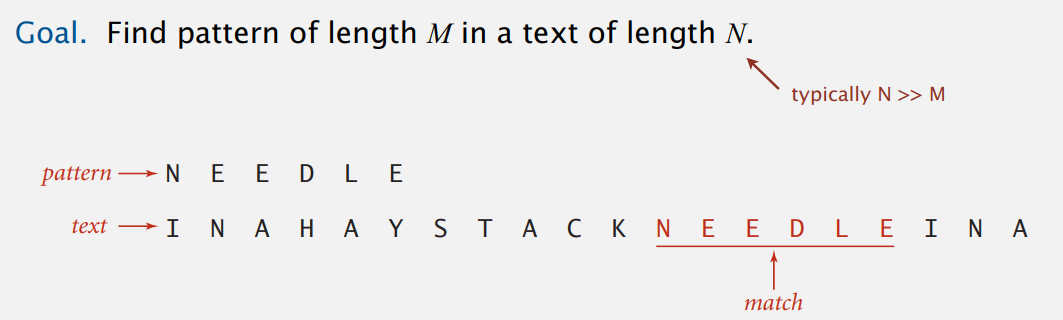 Goal. Find pattern of length M in a text of length N.
typically N >> M
pattern N E E D L E
text I N A H A Y S T A C K N E E D L E I N A
match